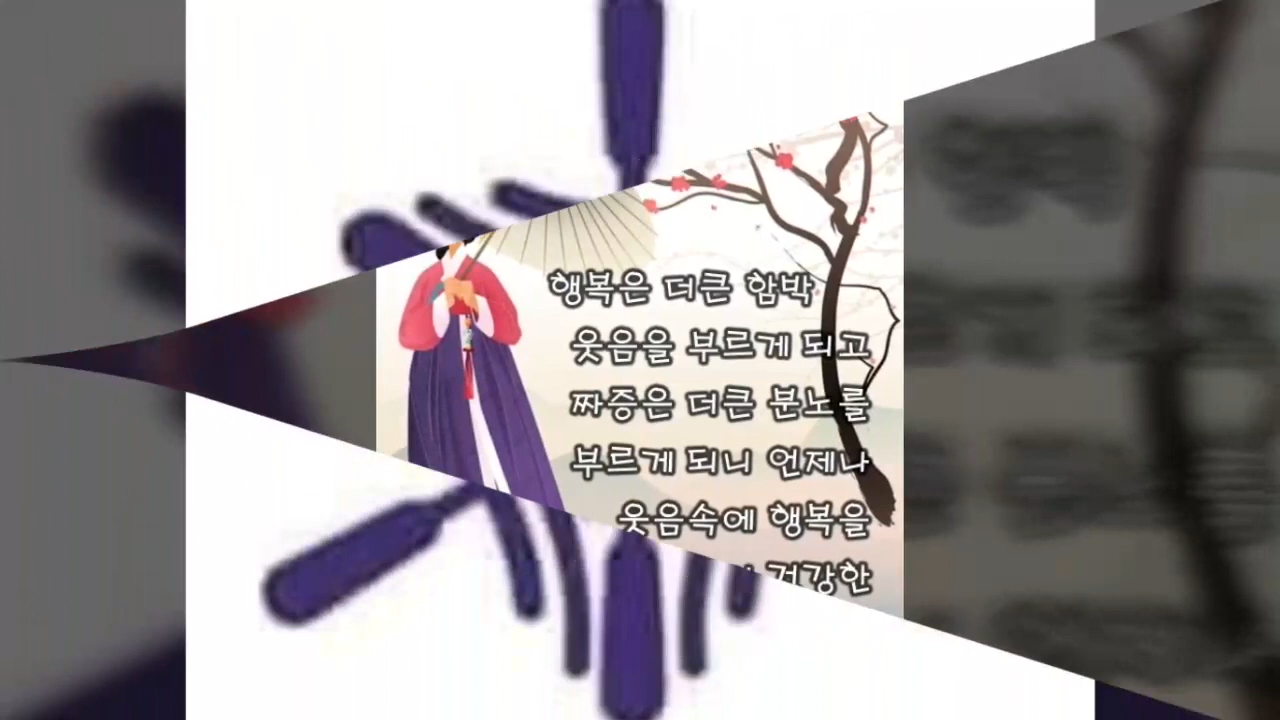 행복은 더큰 함박
웃음을 부르게 되고
짜증은 더큰 분노를
부르게 되니 언제나
웃음속에 행복을
건강한